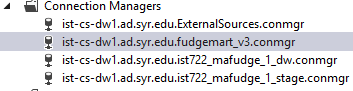 Connection Managers
ist-cs-dw1.ad.syr.edu.ExternalSources.conmgr
ist-cs-dw1.ad.syr.edu.fudgemart_v3.conmgr
ist-cs-dw1.ad.syr.edu.ist722_mafudge_1_dw.conmgr
ist-cs-dw1.ad.syr.edu.ist722_mafudge_1_stage.conmgr